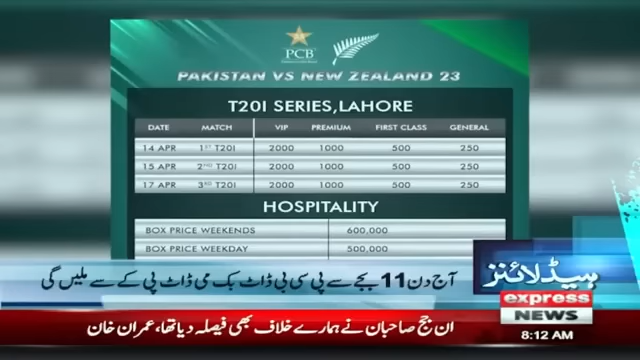 PCB
PAKISTAN VS NEW ZEALAND 23
T20I SERIES,LAHORE
DATE MATCH VIP PREMIUM FIRST CLASS GENERAL
14 APR 1ST T20I 2000 1000 500 250
15 APR 2ND T20I 2000 1000 500 250
17 APR 3RD T20I 2000 1000 500 250
HOSPITALITY
BOX PRICE WEEKENDS 600,000
BOX PRICE WEEKDAY 500,000
آج دن 11 بجے سے پی سی بی ڈاٹ بک می ڈاٹ پی کے سے ملیں گی
ہیڈلائنز
express
NEWS
ان جج صاحبان نے ہمارے خلاف بھی فیصلہ دیا تھا، عمران خان
8:12 AM